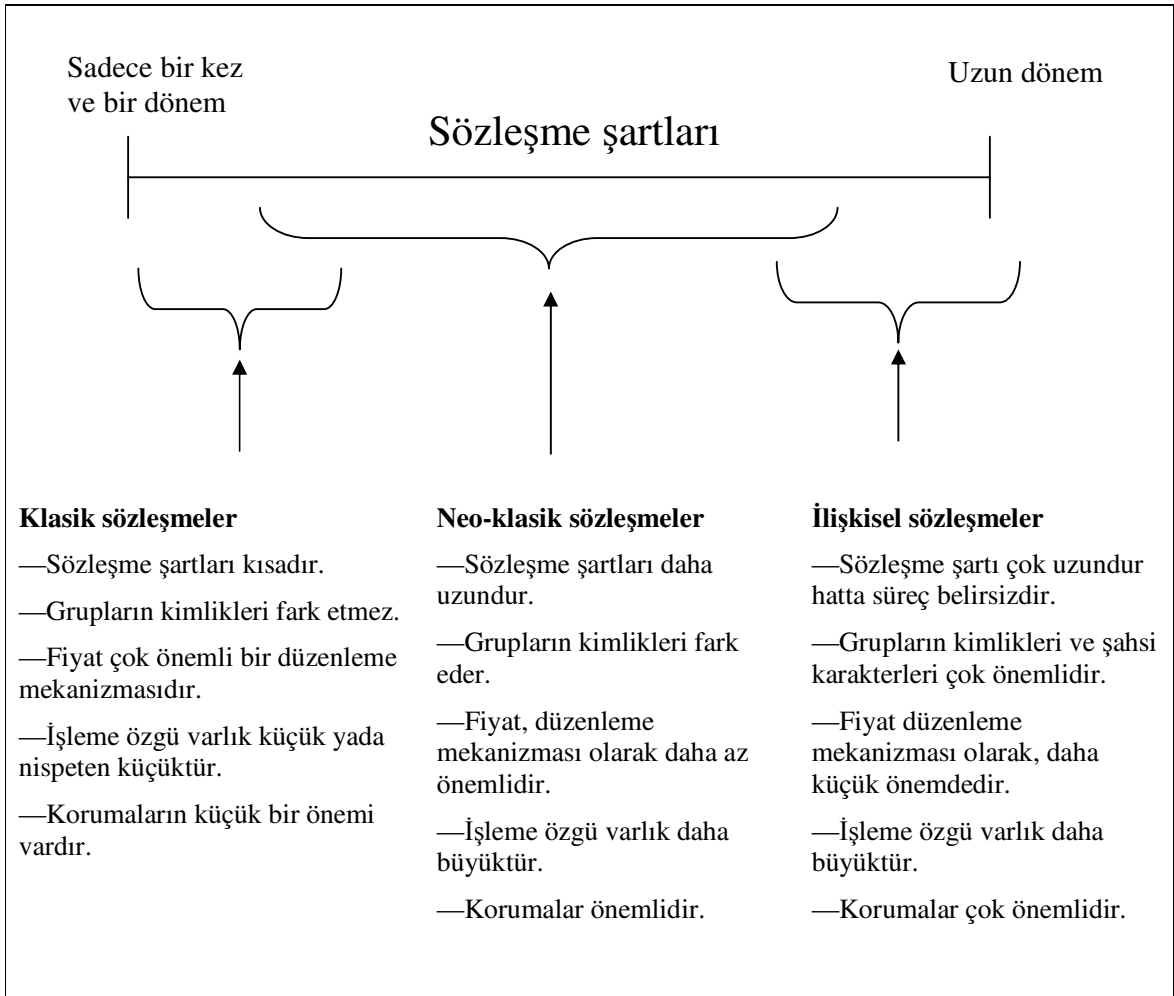 Sadece bir kez
ve bir dönem
Uzun dönem
Sözleşme şartları
Klasik sözleşmeler
—Sözleşme şartları kısadır.
—Grupların kimlikleri fark etmez.
—Fiyat çok önemli bir düzenleme
mekanizmasıdır.
—İşleme özgü varlık küçük yada
nispeten küçüktür.
—Korumaların küçük bir önemi
vardır.
Neo-klasik sözleşmeler
—Sözleşme şartları daha
uzundur.
—Grupların kimlikleri fark
eder.
—Fiyat, düzenleme
mekanizması olarak daha az
önemlidir.
—İşleme özgü varlık daha
büyüktür.
—Korumalar önemlidir.
İlişkisel sözleşmeler
—Sözleşme şartı çok uzundur
hatta süreç belirsizdir.
—Grupların kimlikleri ve şahsi
karakterleri çok önemlidir.
—Fiyat düzenleme
mekanizması olarak, daha
küçük önemdedir.
—İşleme özgü varlık daha
büyüktür.
—Korumalar çok önemlidir.